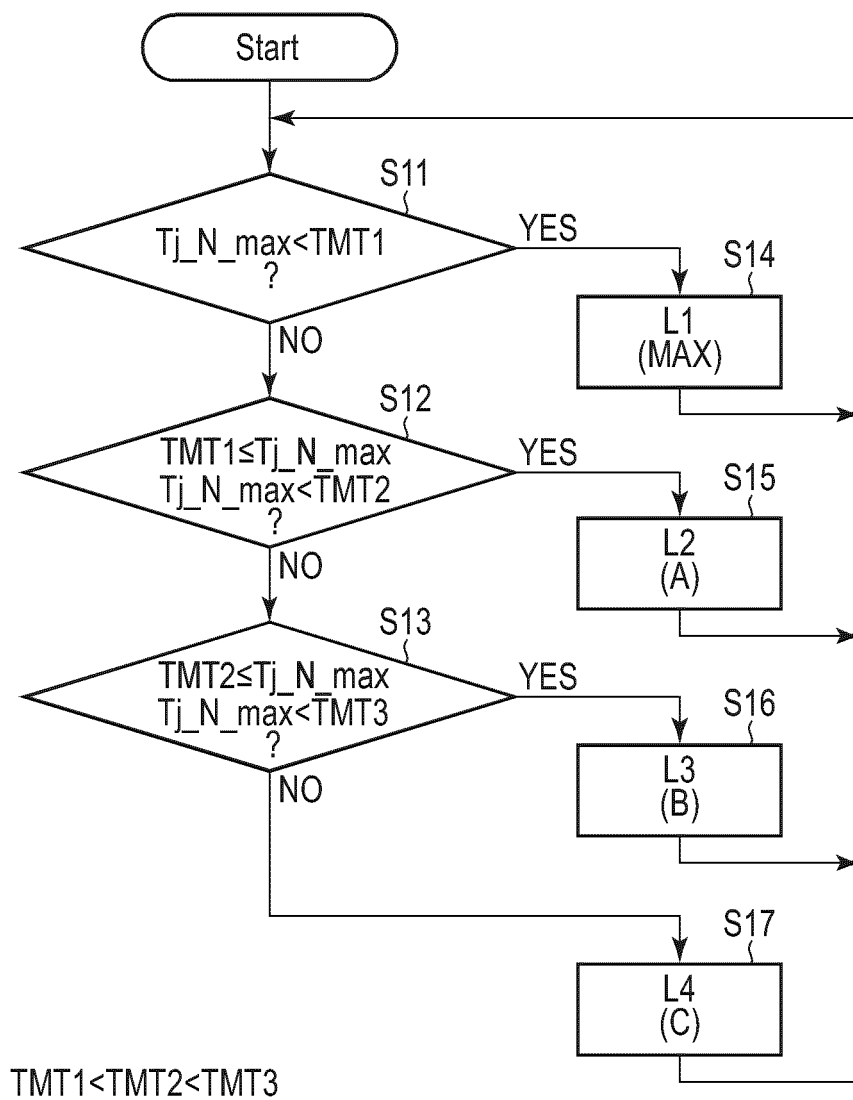 Start
S11
Tj_N_max<TMT1
?
YES
NO
S14
L1
(MAX)
S12
TMT1≤Tj_N_max
Tj_N_max<TMT2
?
YES
NO
S15
L2
(A)
S13
TMT2≤Tj_N_max
Tj_N_max<TMT3
?
YES
NO
S16
L3
(B)
S17
L4
(C)
TMT1<TMT2<TMT3